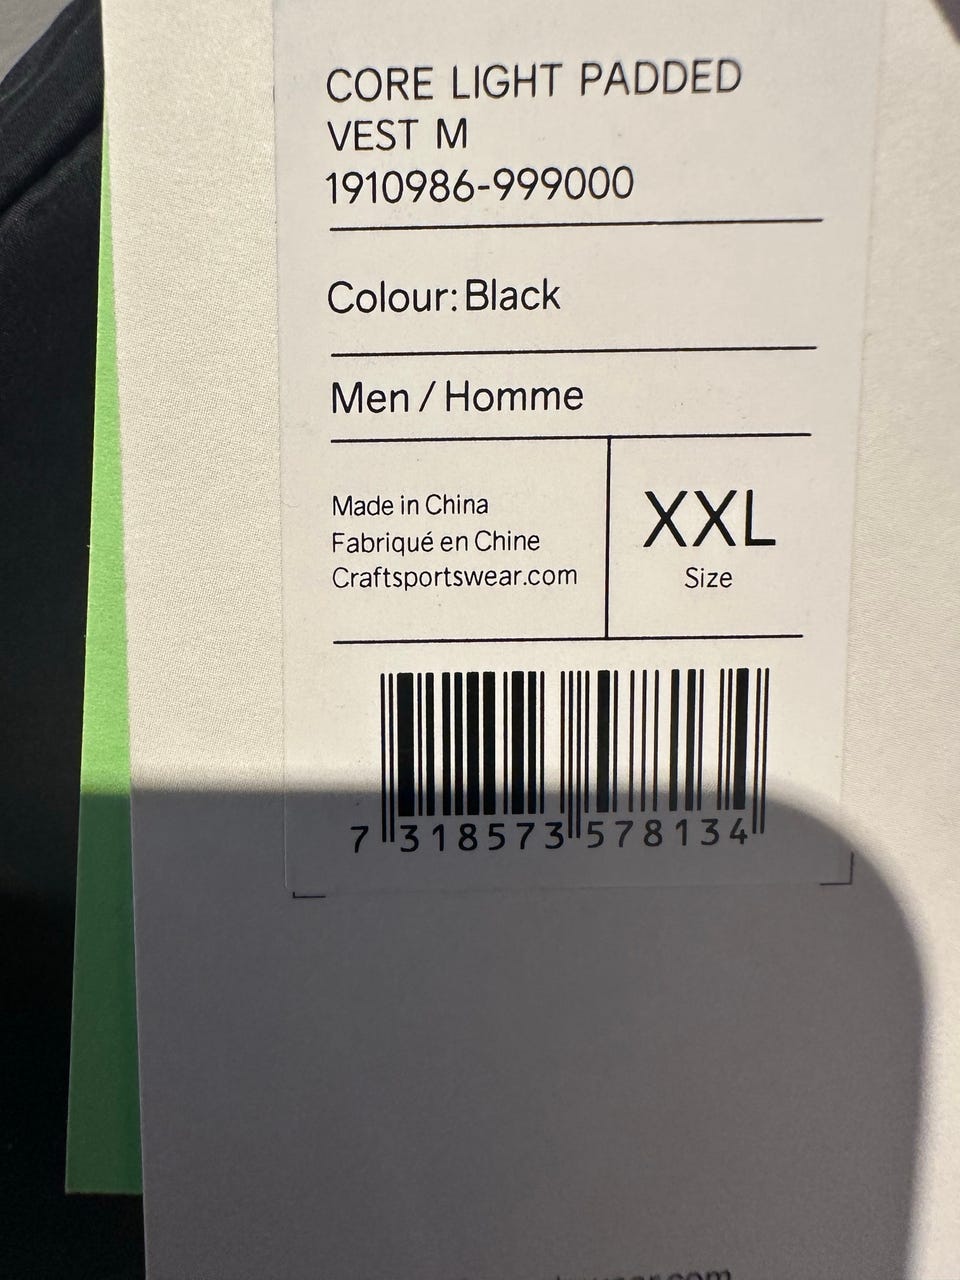 CORE LIGHT PADDED
VEST M
1910986-999000
Colour: Black
Men / Homme
Made in China
Fabriqué en Chine
Craftsportswear.com
XXL
Size
7 318573 578134